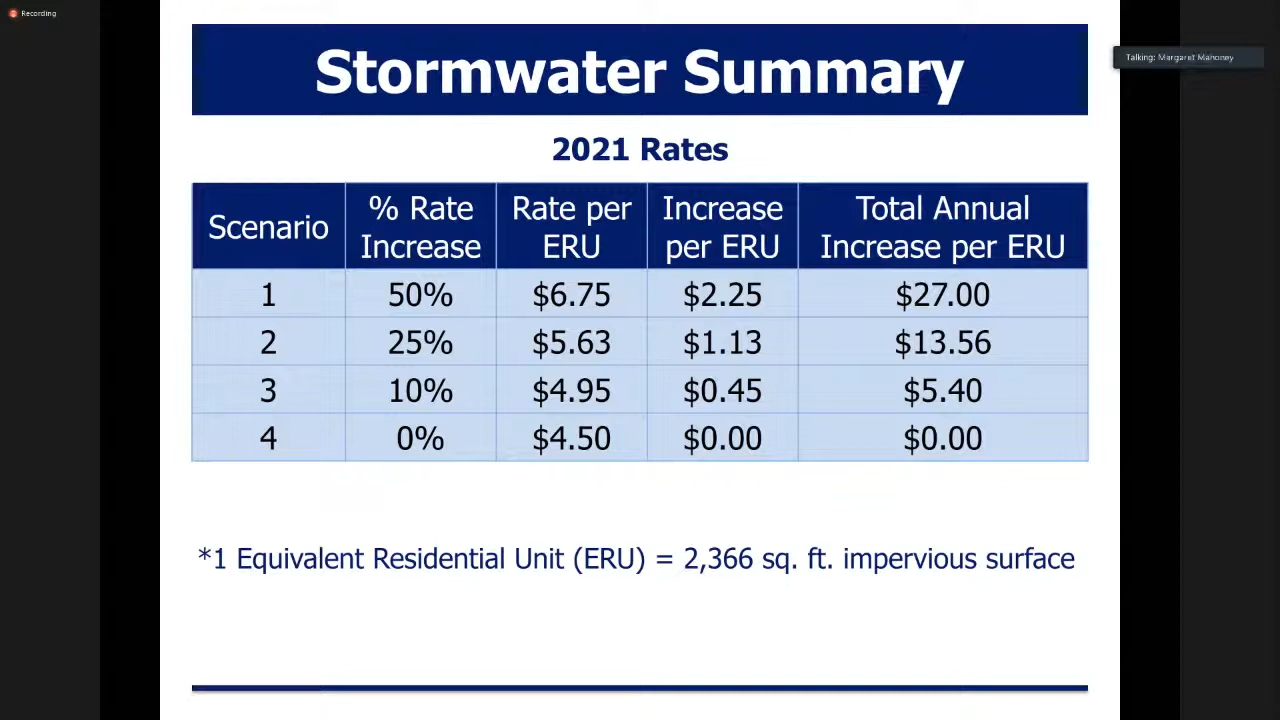 Recording
Talking: Margaret Mahoney
Stormwater Summary
2021 Rates
Scenario % Rate Increase Rate per ERU Increase per ERU Total Annual Increase per ERU
1 50% $6.75 $2.25 $27.00
2 25% $5.63 $1.13 $13.56
3 10% $4.95 $0.45 $5.40
4 0% $4.50 $0.00 $0.00
*1 Equivalent Residential Unit (ERU) = 2,366 sq. ft. impervious surface